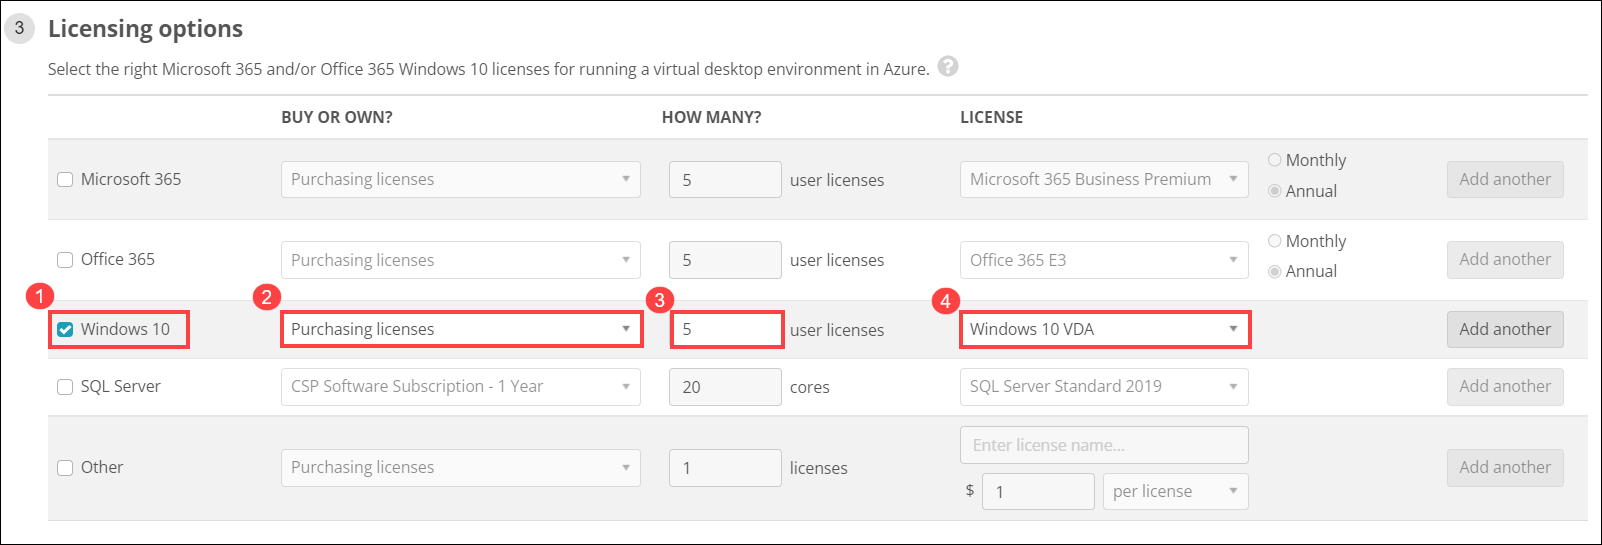 3 Licensing options
Select the right Microsoft 365 and/or Office 365 Windows 10 licenses for running a virtual desktop environment in Azure. ?
BUY OR OWN? HOW MANY? LICENSE
Microsoft 365 Purchasing licenses 5 user licenses Microsoft 365 Business Premium Monthly Annual Add another
Office 365 Purchasing licenses 5 user licenses Office 365 E3 Monthly Annual Add another
1 2 3 4
Windows 10 Purchasing licenses 5 user licenses Windows 10 VDA Add another
SQL Server CSP Software Subscription - 1 Year 20 cores SQL Server Standard 2019 Add another
Enter license name...
Other Purchasing licenses 1 licenses Add another
$ 1 per license